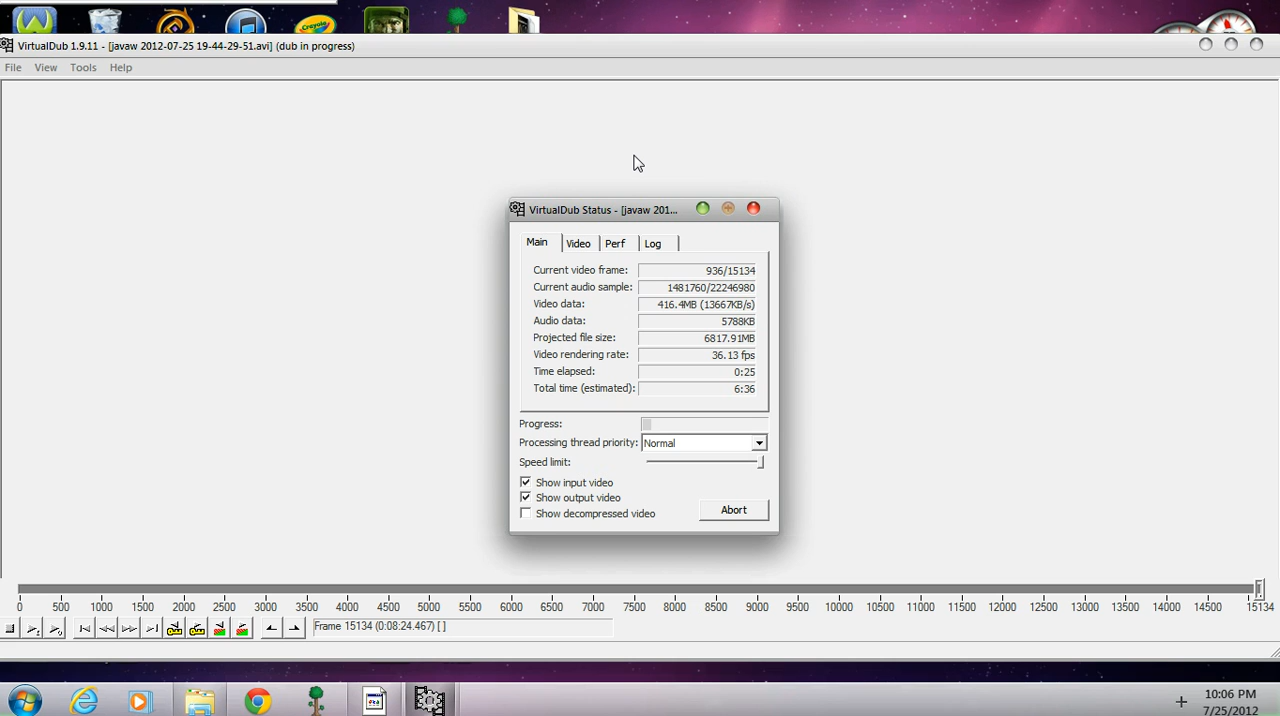 Crayola
VirtualDub 1.9.11 - [javaw 2012-07-25 19-44-29-51.avi] (dub in progress)
File View Tools Help
VirtualDub Status - [javaw 201...
Main Video Perf Log
Current video frame: 936/15134
Current audio sample: 1481760/22246980
Video data: 416.4MB (13667KB/s)
Audio data: 5788KB
Projected file size: 6817.91MB
Video rendering rate: 36.13 fps
Time elapsed: 0:25
Total time (estimated): 6:36
Progress:
Processing thread priority: Normal
Speed limit:
Show input video
Show output video
Show decompressed video
Abort
0 500 1000 1500 2000 2500 3000 3500 4000 4500 5000 5500 6000 6500 7000 7500 8000 8500 9000 9500 10000 10500 11000 11500 12000 12500 13000 13500 14000 14500 15134
Frame 15134 (0:08:24.467) [ ]
10:06 PM
7/25/2012